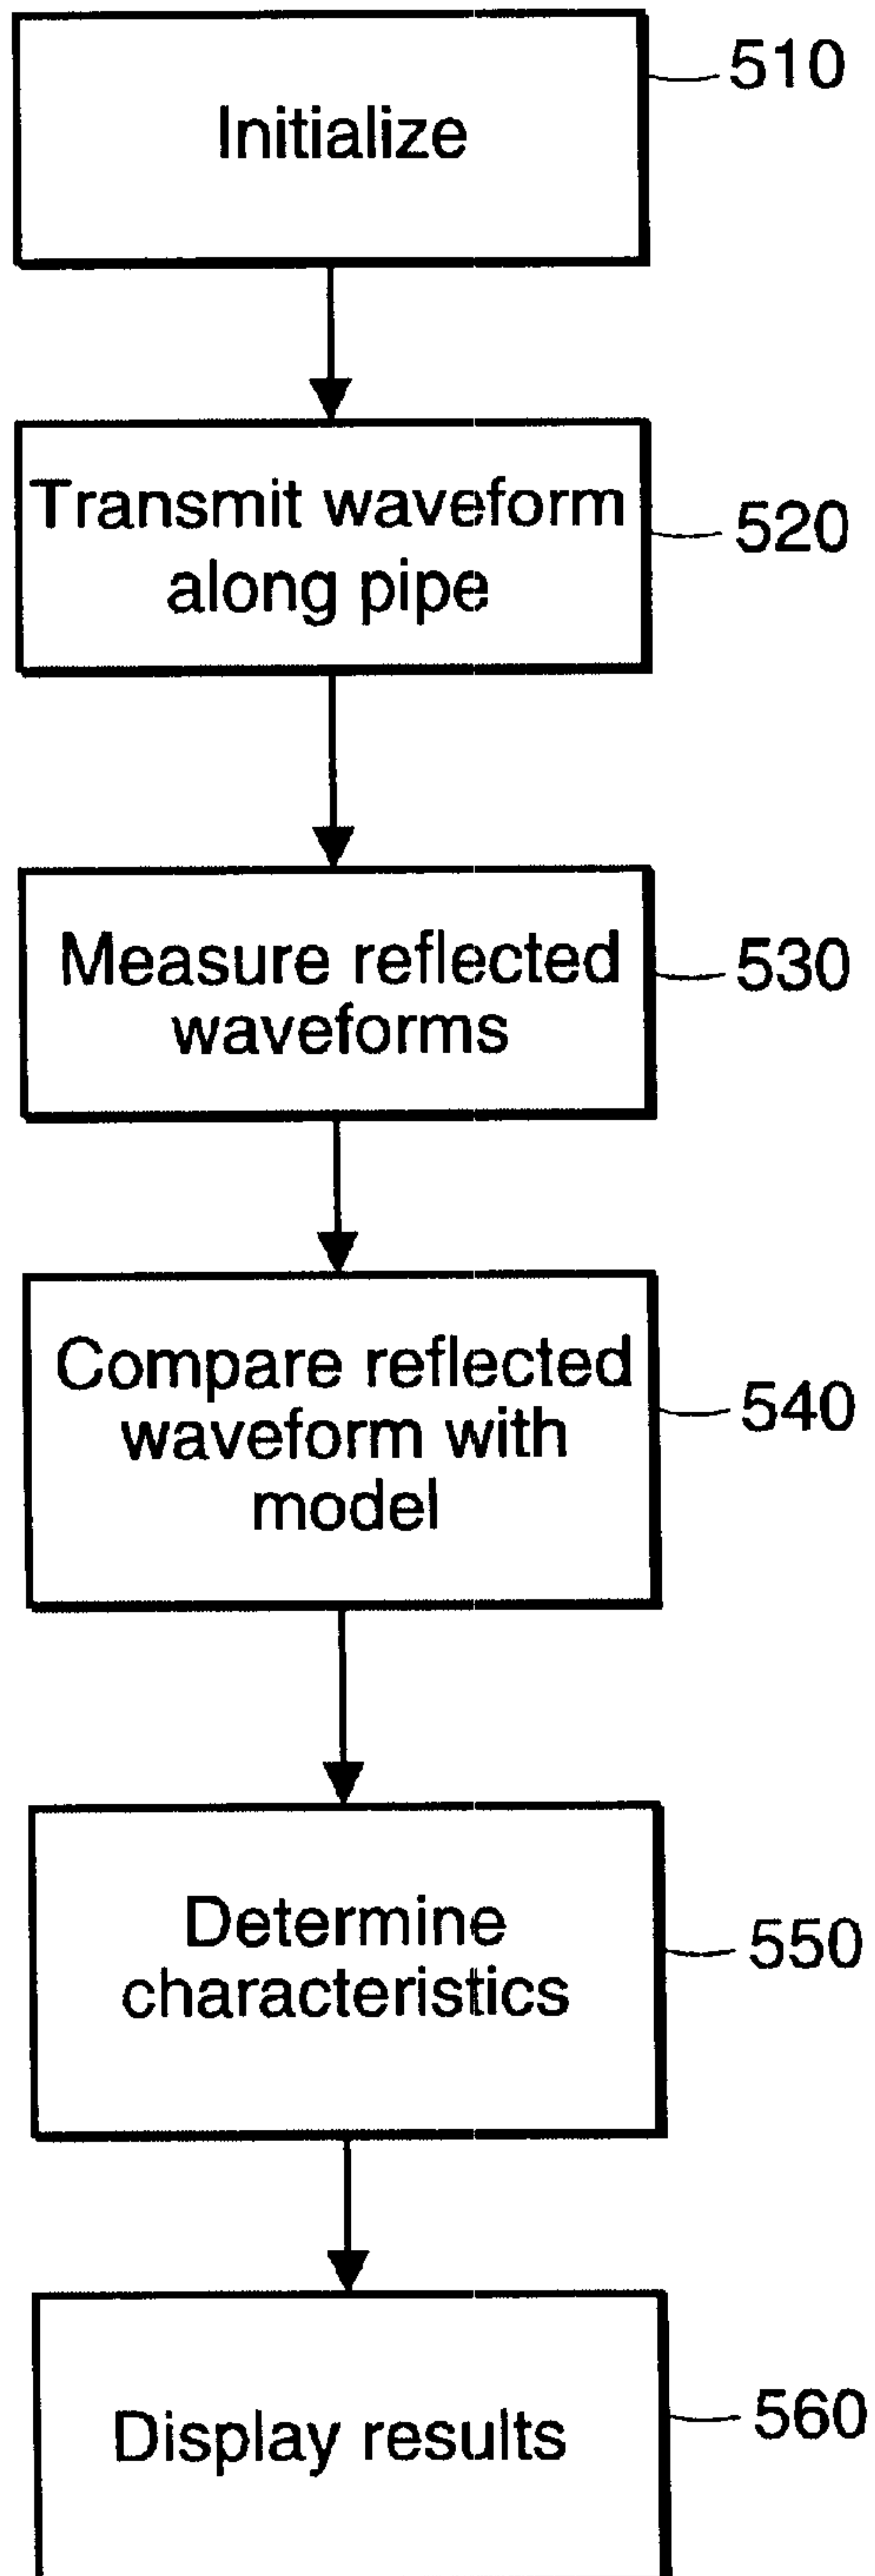 Initialize
510
Transmit waveform
along pipe
520
Measure reflected
waveforms
530
Compare reflected
waveform with
model
540
Determine
characteristics
550
Display results
560